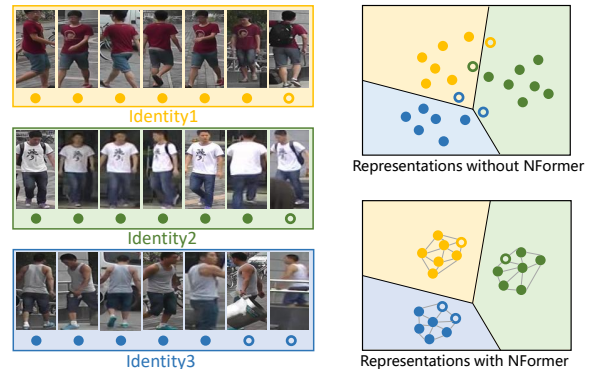 Identity1
Identity2
Identity3
Representations without NFormer
Representations with NFormer